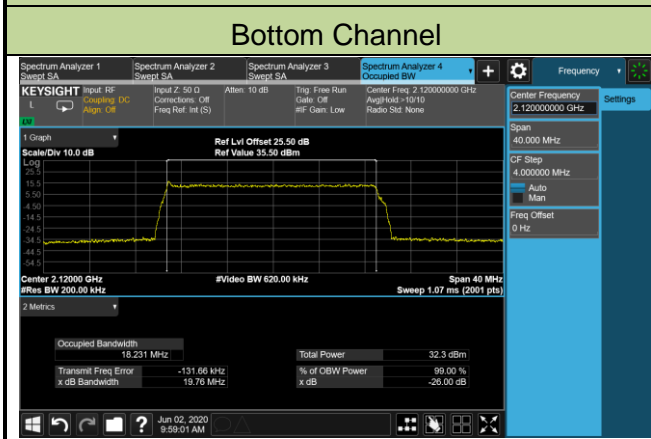 Bottom Channel
Spectrum Analyzer 1
Swept SA
Spectrum Analyzer 2
Swept SA
Spectrum Analyzer 3
Swept SA
Spectrum Analyzer 4
Occupied BW
+
Frequency
KEYSIGHT
L
Input: RF
Coupling: DC
Align: Off
Input Z: 50 Ω
Corrections: Off
Freq Ref: Int (S)
Atten: 10 dB
Trig: Free Run
Gate: Off
#IF Gain: Low
Center Freq: 2.120000000 GHz
Avg|Hold:>10/10
Radio Std: None
Center Frequency
2.120000000 GHz
Settings
Span
40.000 MHz
CF Step
4.000000 MHz
Auto
Man
Freq Offset
0 Hz
1 Graph
Scale/Div 10.0 dB
Ref Lvl Offset 25.50 dB
Ref Value 35.50 dBm
Log
25.5
15.5
5.50
-4.50
-14.5
-24.5
-34.5
-44.5
-54.5
Center 2.12000 GHz
#Res BW 200.00 kHz
#Video BW 620.00 kHz
Span 40 MHz
Sweep 1.07 ms (2001 pts)
2 Metrics
Occupied Bandwidth
18.231 MHz
Total Power 32.3 dBm
Transmit Freq Error -131.66 kHz
% of OBW Power 99.00 %
x dB Bandwidth 19.76 MHz
x dB -26.00 dB
?
Jun 02, 2020
9:59:01 AM